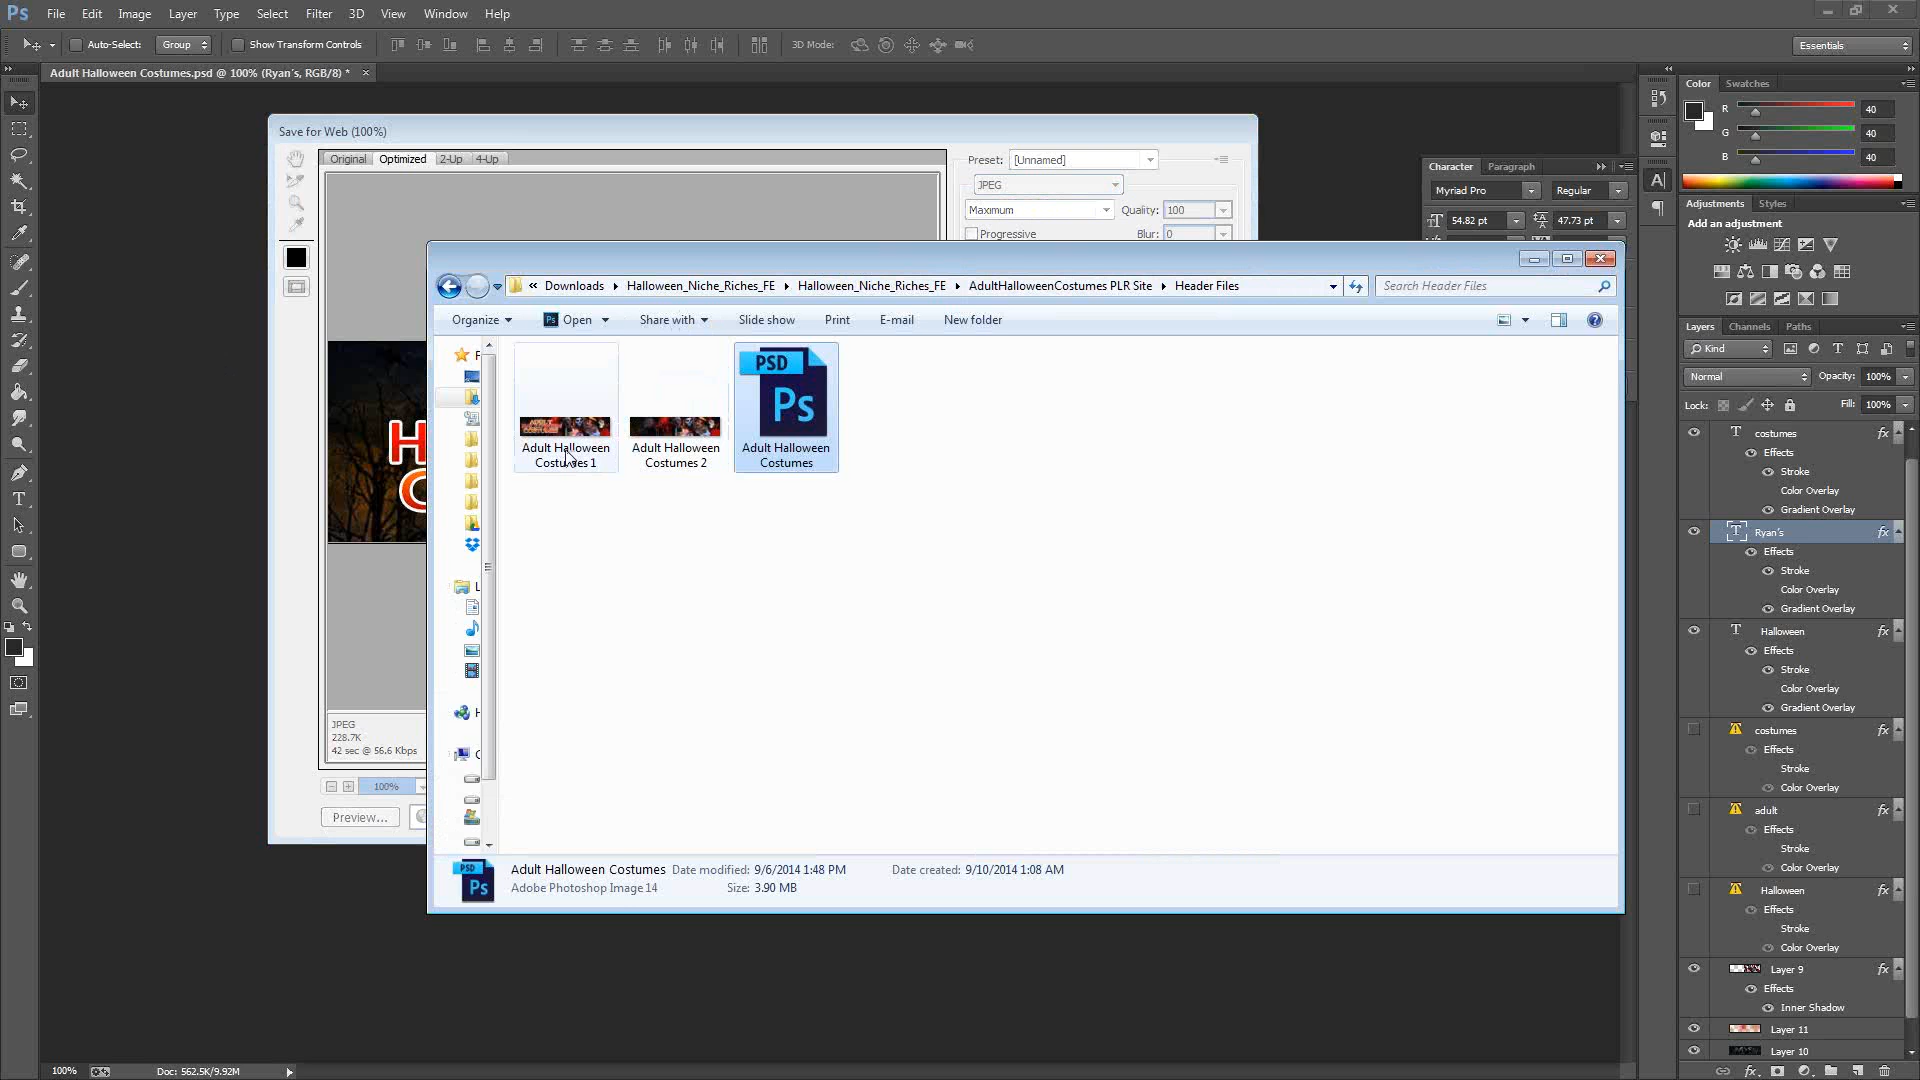 Ps File Edit Image Layer Type Select Filter 3D View Window Help
Auto-Select: Group Show Transform Controls 3D Mode: Essentials
Adult Halloween Costumes.psd @ 100% (Ryan's, RGB/8) * ×
Save for Web (100%)
Original Optimized 2-Up 4-Up
Preset: [Unnamed]
JPEG
Maximum Quality: 100
Progressive Blur: 0
« Downloads Halloween_Niche_Riches_FE Halloween_Niche_Riches_FE AdultHalloweenCostumes PLR Site Header Files
Search Header Files
Organize Ps Open Share with Slide show Print E-mail New folder
PSD
Ps
Adult Halloween
Costumes 1
Adult Halloween
Costumes 2
Adult Halloween
Costumes
JPEG
228.7K
42 sec @ 56.6 Kbps
100%
Preview...
PSD
Ps
Adult Halloween Costumes Date modified: 9/6/2014 1:48 PM Date created: 9/10/2014 1:08 AM
Adobe Photoshop Image 14 Size: 3.90 MB
Color Swatches
R 40
G 40
B 40
Character Paragraph
Myriad Pro Regular
54.82 pt 47.73 pt
Adjustments Styles
Add an adjustment
Layers Channels Paths
Kind
Normal Opacity: 100%
Lock: Fill: 100%
T costumes fx
Effects
Stroke
Color Overlay
Gradient Overlay
T Ryan's fx
Effects
Stroke
Color Overlay
Gradient Overlay
T Halloween fx
Effects
Stroke
Color Overlay
Gradient Overlay
costumes fx
Effects
Stroke
Color Overlay
adult fx
Effects
Stroke
Color Overlay
Halloween fx
Effects
Stroke
Color Overlay
Layer 9 fx
Effects
Inner Shadow
Layer 11
Layer 10
100% Doc: 562.5K/9.92M